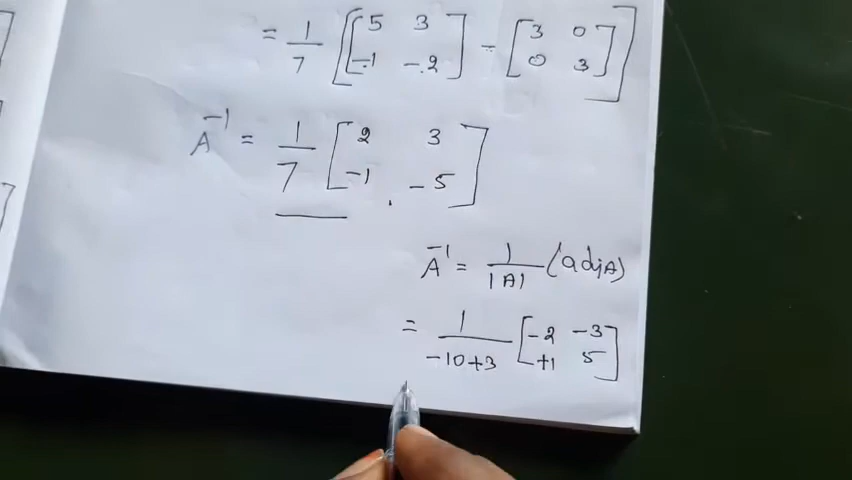 = 1/7 [[5 3 -1 -2] - [3 0 0 3]]
A⁻¹ = 1/7 [2 3 -1 -5]
A⁻¹ = 1/|A| (adjA)
= 1/-10+3 [-2 -3 +1 5]